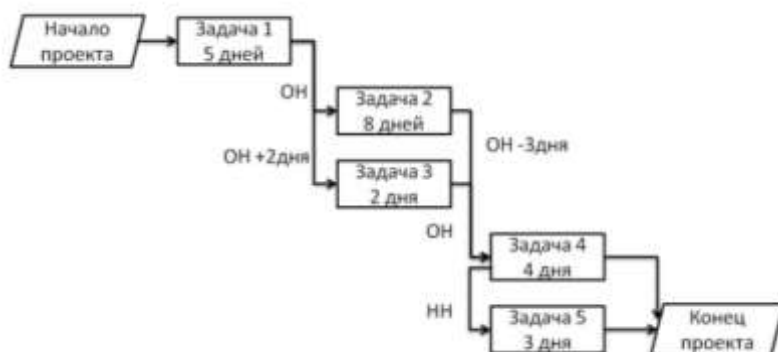 Начало
проекта
Задача 1
5 дней
ОН
Задача 2
8 дней
ОН -3дня
ОН +2дня
Задача 3
2 дня
ОН
Задача 4
4 дня
НН
Задача 5
3 дня
Конец
проекта